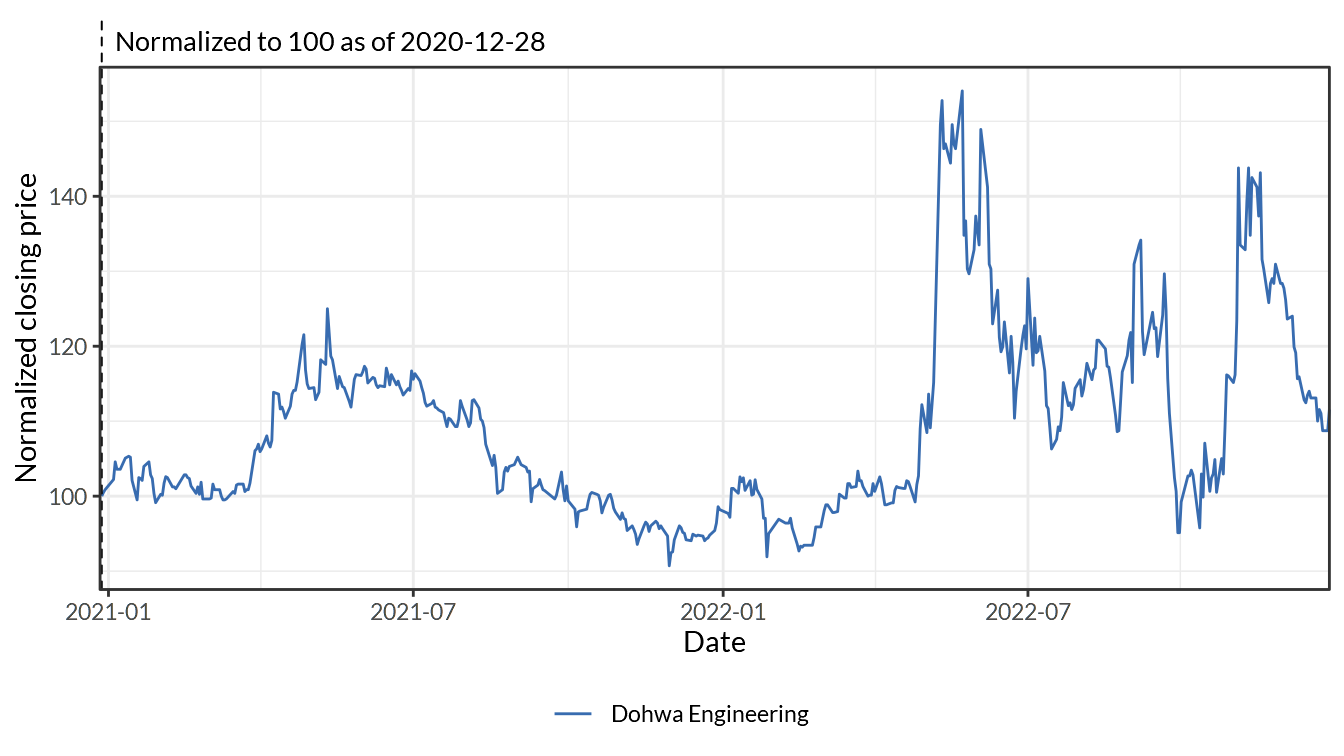 Normalized to 100 as of 2020-12-28
Normalized closing price
140
120
100
2021-01
2021-07
2022-01
2022-07
Date
Dohwa Engineering